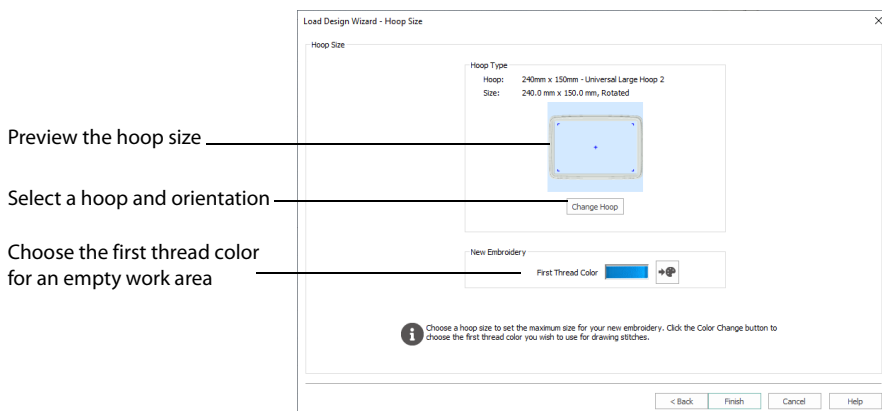 Load Design Wizard - Hoop Size
Hoop Size
Hoop Type
Hoop: 240mm x 150mm - Universal Large Hoop 2
Size: 240.0 mm x 150.0 mm, Rotated
Preview the hoop size
Select a hoop and orientation
Change Hoop
Choose the first thread color
for an empty work area
New Embroidery
First Thread Color
Choose a hoop size to set the maximum size for your new embroidery. Click the Color Change button to
choose the first thread color you wish to use for drawing stitches.
< Back Finish Cancel Help